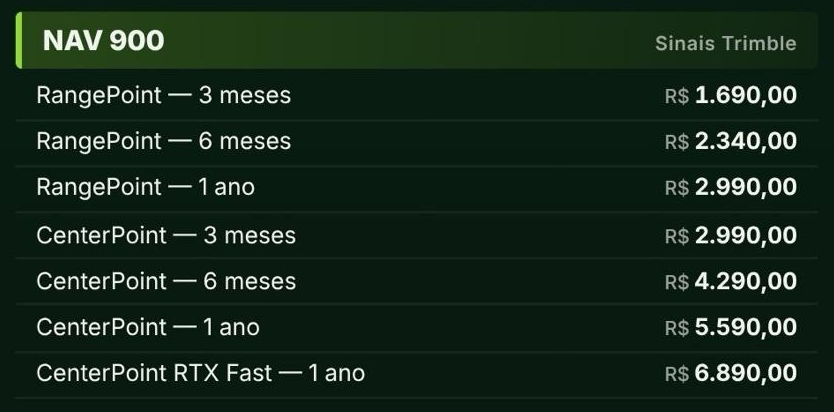 NAV 900 Sinais Trimble
RangePoint — 3 meses R$ 1.690,00
RangePoint — 6 meses R$ 2.340,00
RangePoint — 1 ano R$ 2.990,00
CenterPoint — 3 meses R$ 2.990,00
CenterPoint — 6 meses R$ 4.290,00
CenterPoint — 1 ano R$ 5.590,00
CenterPoint RTX Fast — 1 ano R$ 6.890,00